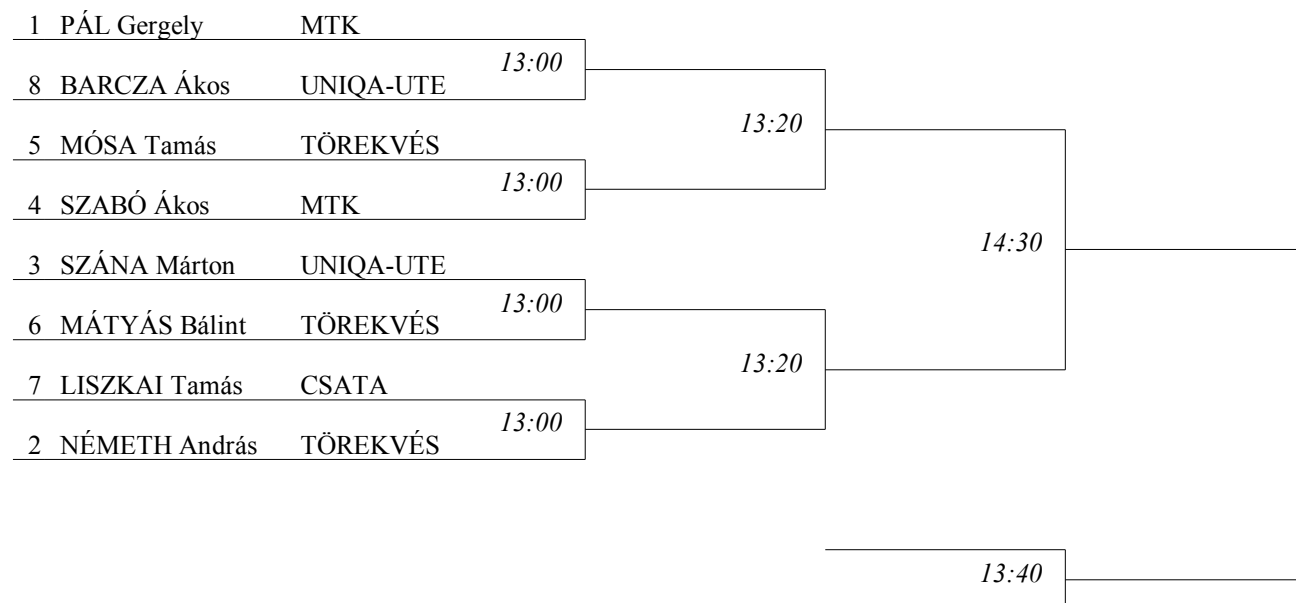 1 PÁL Gergely MTK
13:00
8 BARCZA Ákos UNIQA-UTE
13:20
5 MÓSA Tamás TÖREKVÉS
13:00
4 SZABÓ Ákos MTK
14:30
3 SZÁNA Márton UNIQA-UTE
13:00
6 MÁTYÁS Bálint TÖREKVÉS
13:20
7 LISZKAI Tamás CSATA
13:00
2 NÉMETH András TÖREKVÉS
13:40